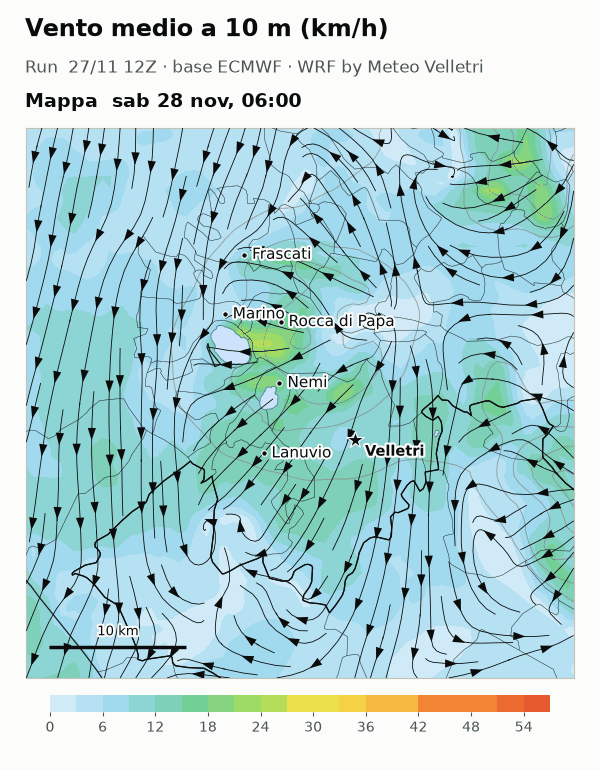 Vento medio a 10 m (km/h)
Run  27/11 12Z · base ECMWF · WRF by Meteo Velletri
Mappa  sab 28 nov, 06:00
Frascati
Marino
Rocca di Papa
Nemi
Velletri
Lanuvio
10 km
0 6 12 18 24 30 36 42 48 54